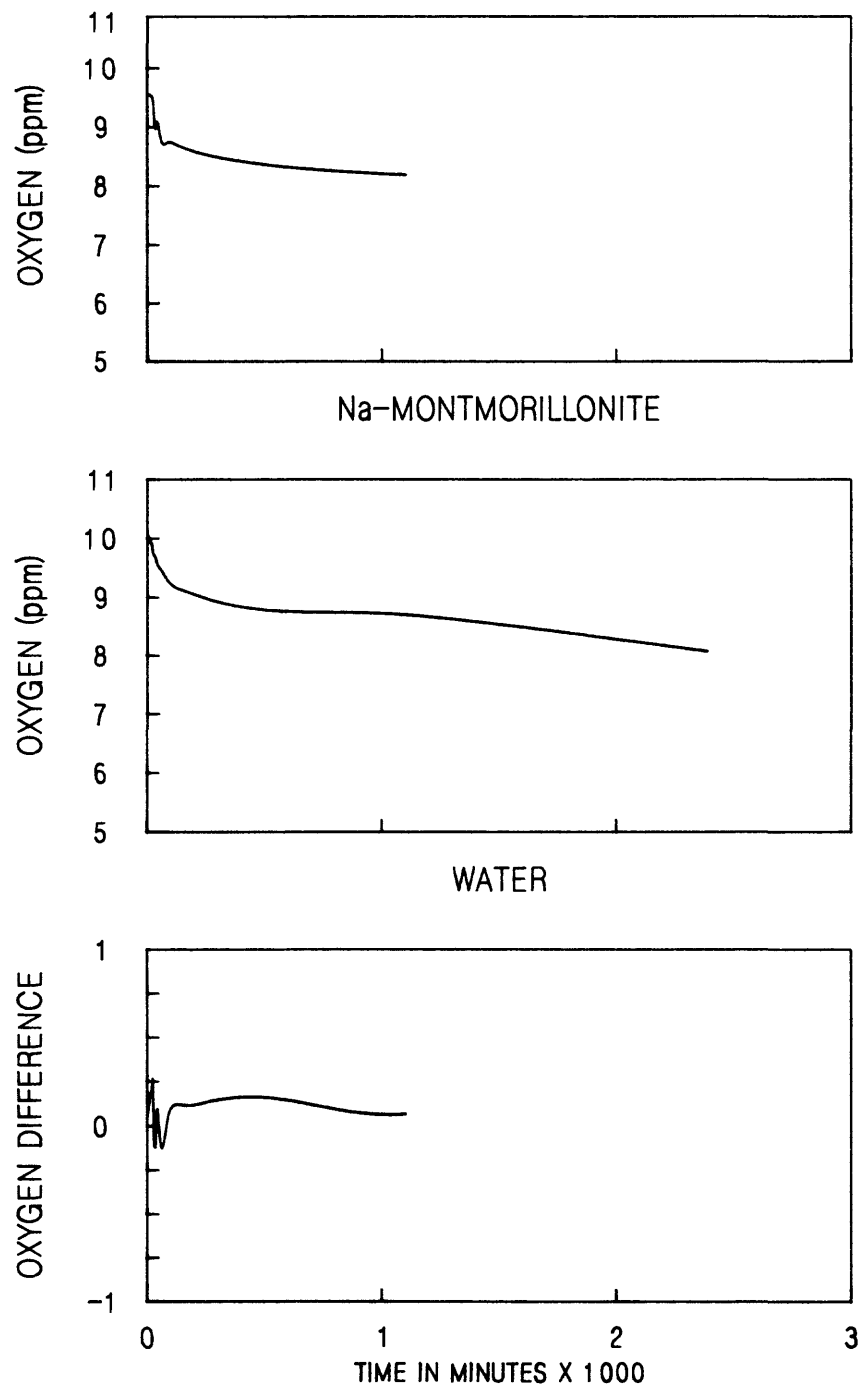 OXYGEN (ppm)
11
10
9
8
7
6
5
Na-MONTMORILLONITE
OXYGEN (ppm)
11
10
9
8
7
6
5
WATER
OXYGEN DIFFERENCE
1
0
-1
0 1 2 3
TIME IN MINUTES X 1000